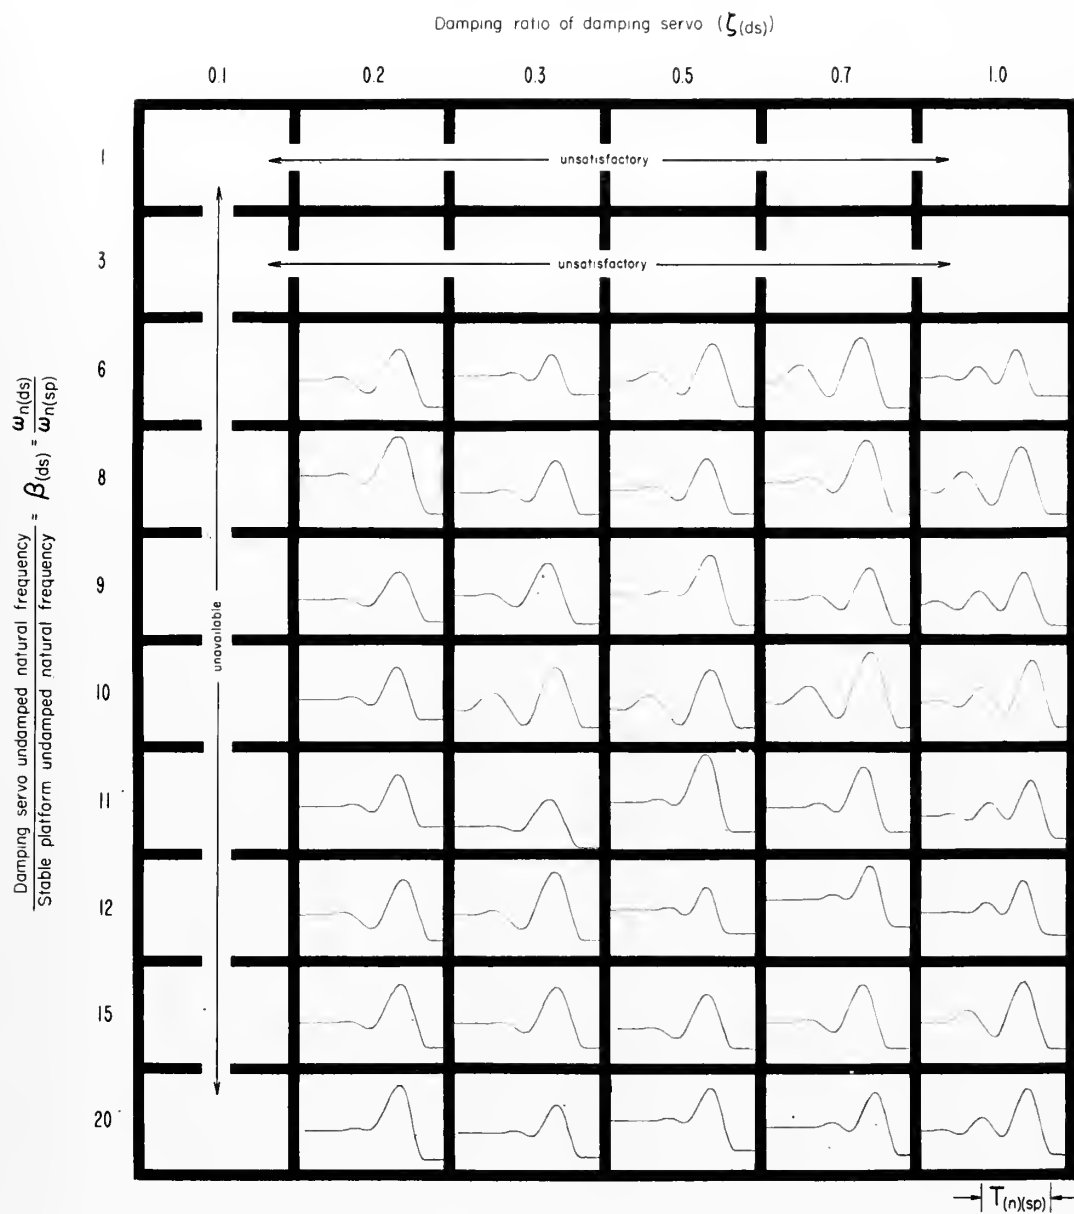 Damping ratio of damping servo (ζ(ds))
0.1 0.2 0.3 0.5 0.7 1.0
1
unsatisfactory
3
unsatisfactory
6
8
9
10
11
12
15
20
unavailable
Damping servo undamped natural frequency
Stable platform undamped natural frequency
= β(ds) =
ωn(ds)
ωn(sp)
T(n)(sp)